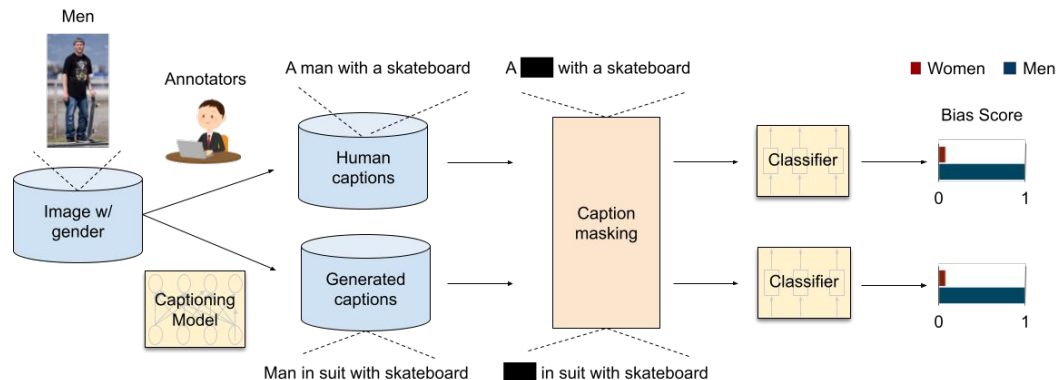 Men
Annotators
A man with a skateboard
A with a skateboard
Women Men
Bias Score
Image w/
gender
Human
captions
Caption
masking
Classifier
0 1
Captioning
Model
Generated
captions
Classifier
0 1
Man in suit with skateboard
in suit with skateboard